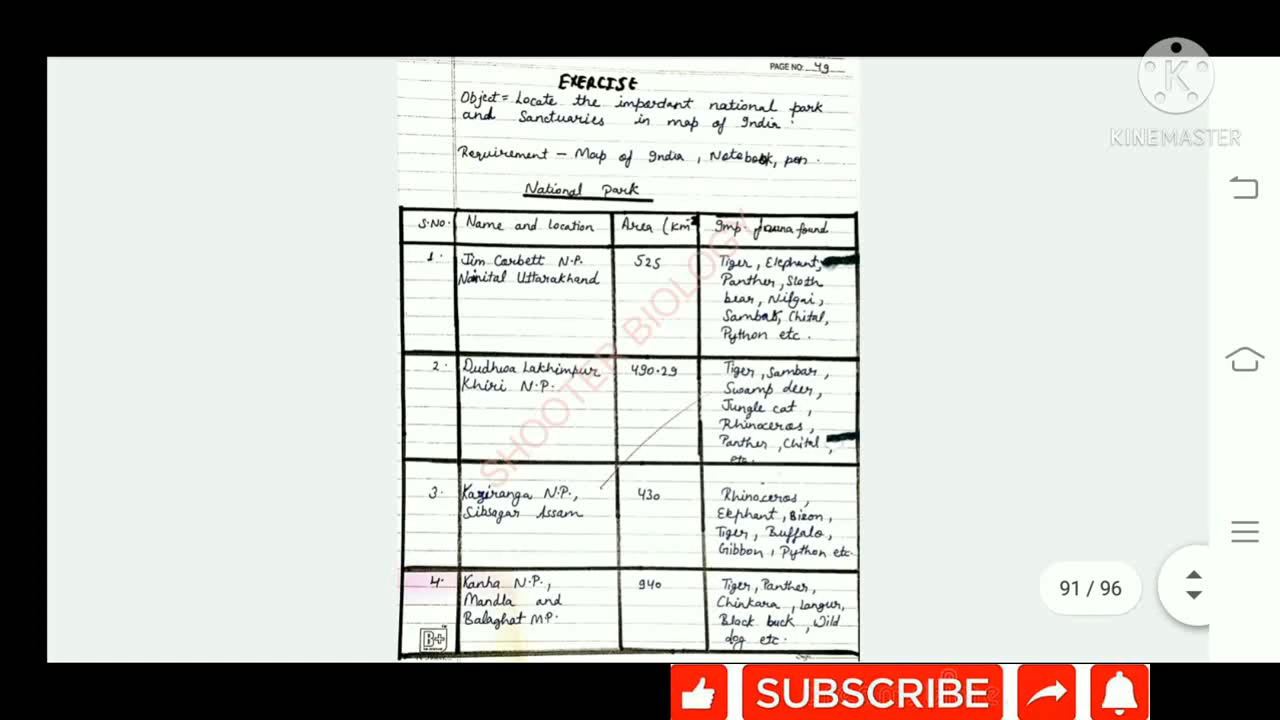 PAGE NO: 49
EXERCISE
Object = Locate the important national park
and Sanctuaries in map of India.
Requirement – Map of India, Notebook, pen.
National park
S.No. Name and Location Area (Km² Imp fauna found
1. Jim Corbett N.P. 525 Tiger, Elephant,
Nainital Uttarakhand Panther, Sloth
bear, Nilgai,
Sambar, Chital,
Python etc.
2. Dudhwa Lakhimpur 490.29 Tiger, Sambar,
Khiri N.P. Swamp deer,
Jungle cat,
Rhinoceros,
Panther, Chital,
etc.
3. Kaziranga N.P., 430 Rhinoceros,
Sibsagar Assam Elephant, Bison,
Tiger, Buffalo,
Gibbon, Python etc.
4. Kanha N.P., 940 Tiger, Panther,
Mandla and Chinkara, Langur,
Balaghat M.P. Black buck, Wild
dog etc.
SHOOTER BIOLOGY
B+
K
KINEMASTER
91 / 96
SUBSCRIBE